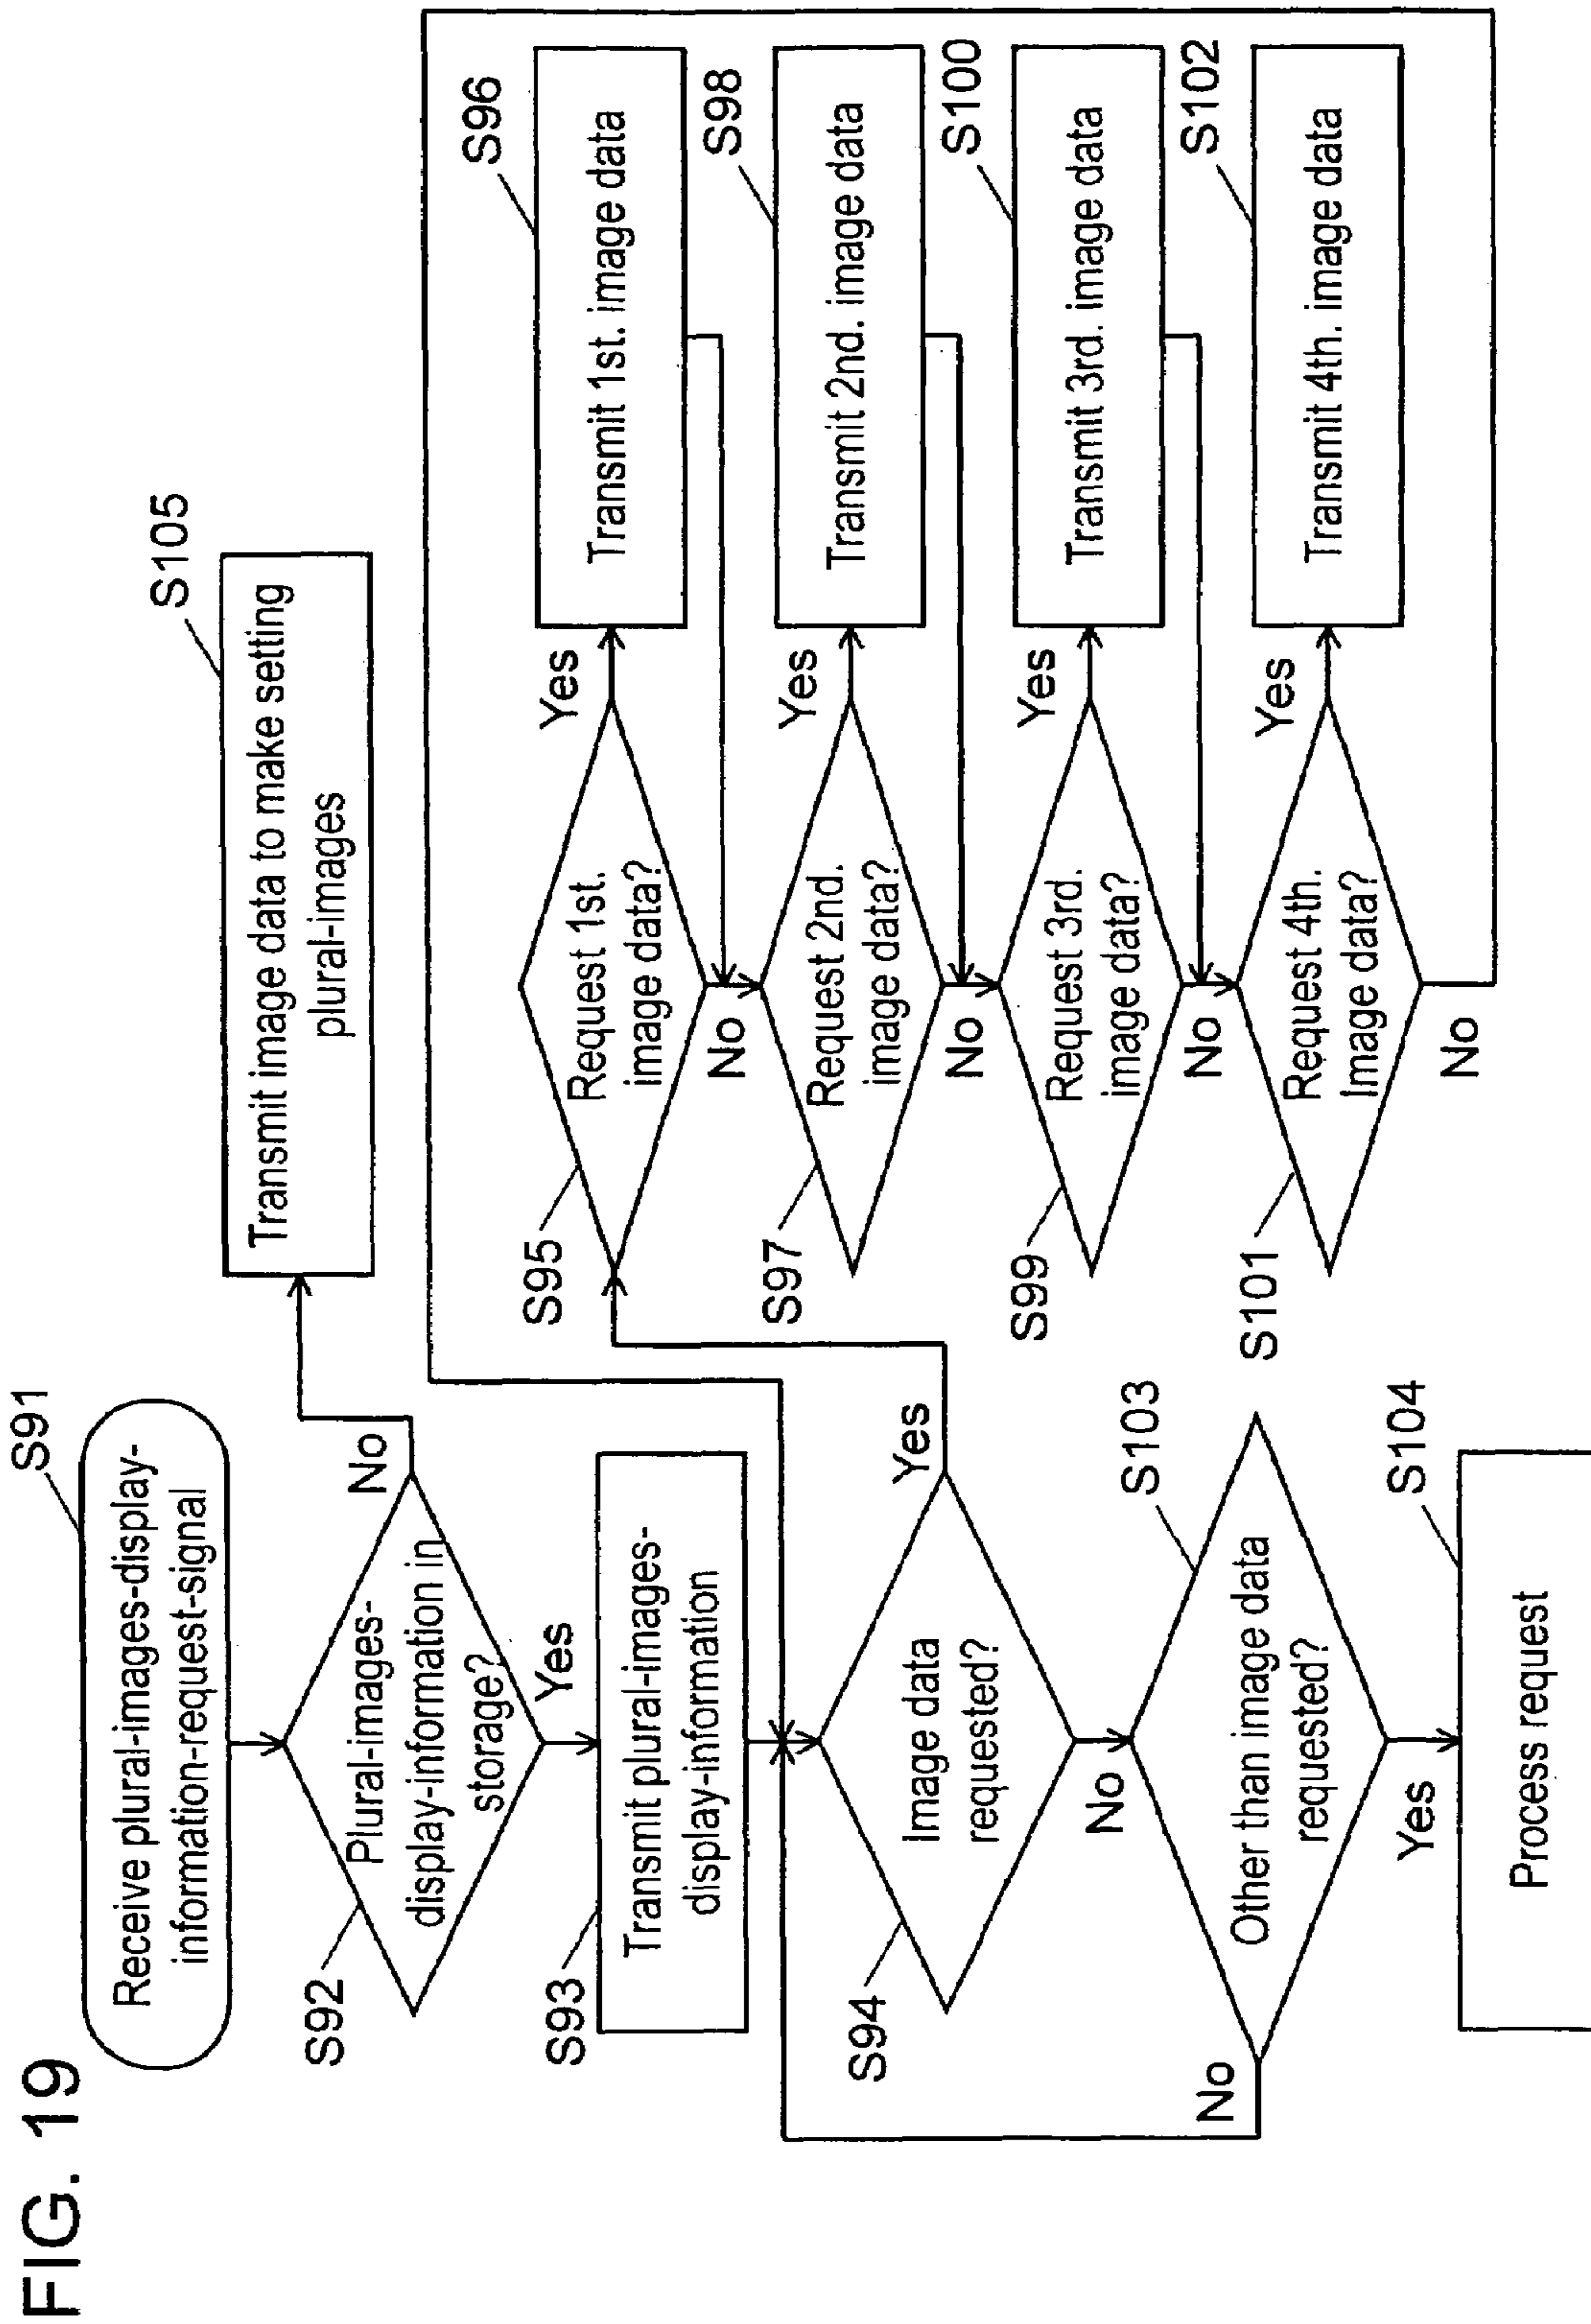 FIG. 19
S91
Receive plural-images-display-
information-request-signal
S92
Plural-images-
display-information in
storage?
No
Yes
S105
Transmit image data to make setting
plural-images
S93
Transmit plural-images-
display-information
S94
Image data
requested?
Yes
No
S103
Other than image data
requested?
No
Yes
S104
Process request
S95
Request 1st.
image data?
Yes
No
S96
Transmit 1st. image data
S97
Request 2nd.
image data?
Yes
No
S98
Transmit 2nd. image data
S99
Request 3rd.
image data?
Yes
No
S100
Transmit 3rd. image data
S101
Request 4th.
Image data?
Yes
No
S102
Transmit 4th. image data